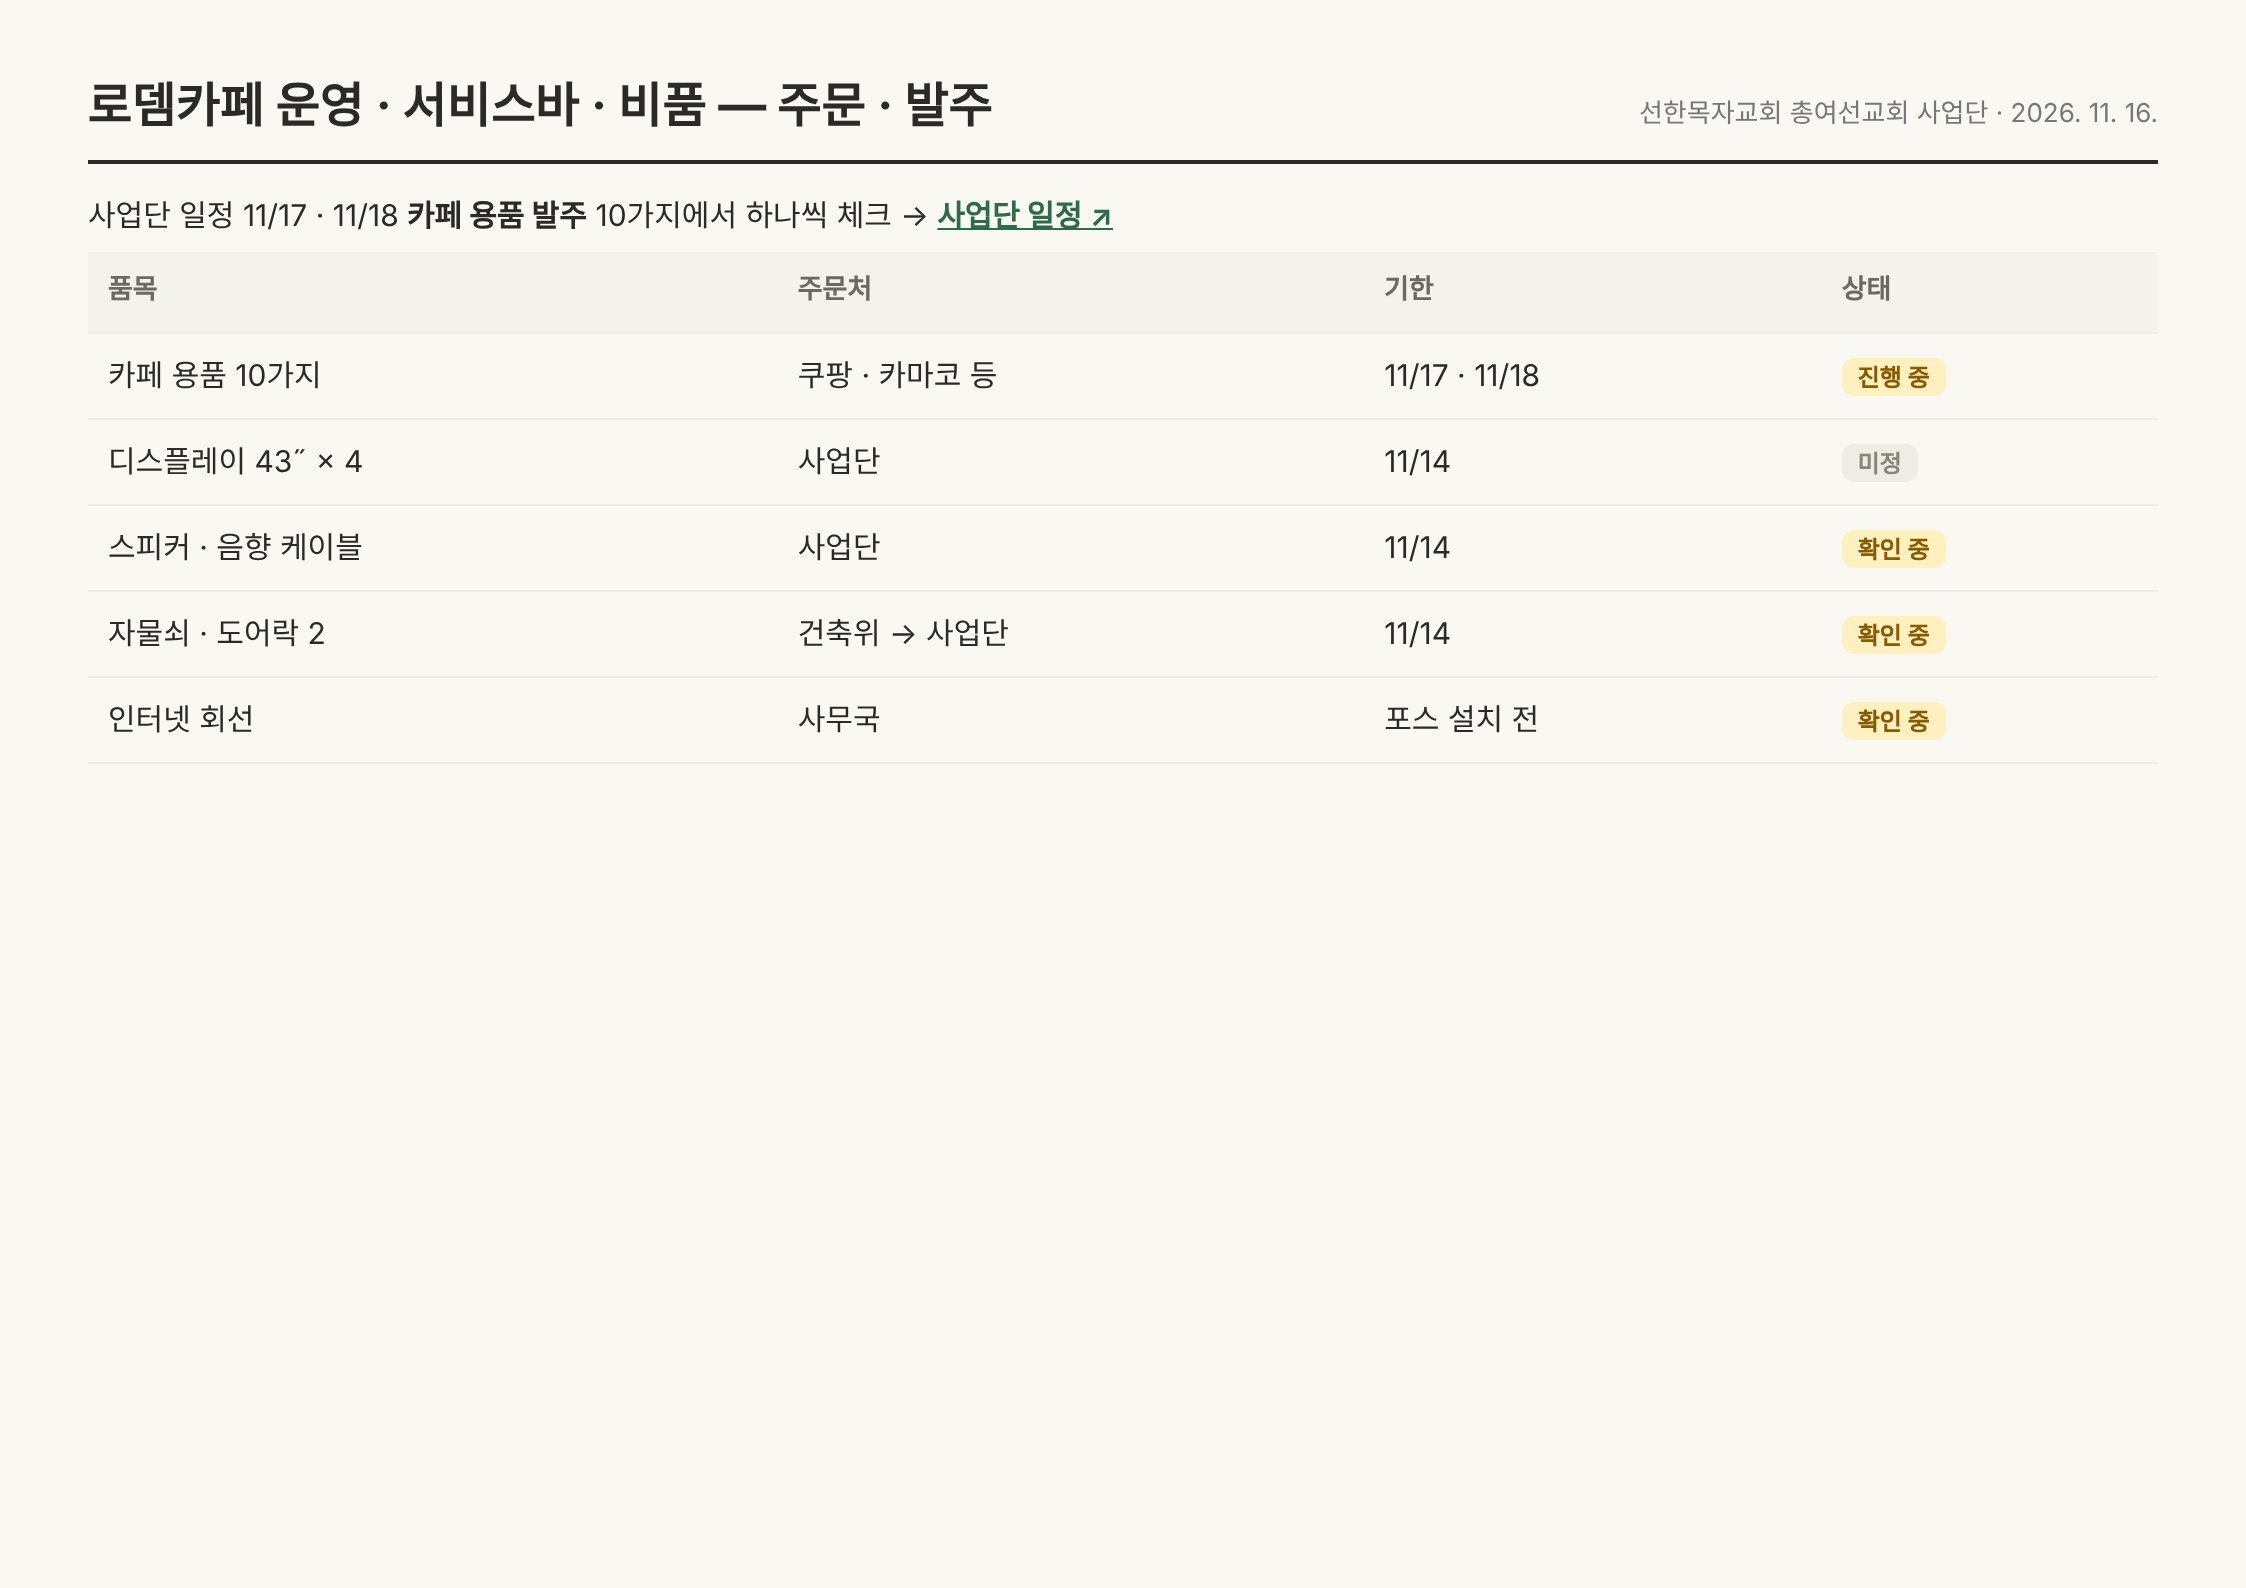 로뎀카페 운영 · 서비스바 · 비품 — 주문 · 발주
선한목자교회 총여선교회 사업단 · 2026. 11. 16.
사업단 일정 11/17 · 11/18 카페 용품 발주 10가지에서 하나씩 체크 → 사업단 일정 ↗
품목 주문처 기한 상태
카페 용품 10가지 쿠팡 · 카마코 등 11/17 · 11/18 진행 중
디스플레이 43″ × 4 사업단 11/14 미정
스피커 · 음향 케이블 사업단 11/14 확인 중
자물쇠 · 도어락 2 건축위 → 사업단 11/14 확인 중
인터넷 회선 사무국 포스 설치 전 확인 중